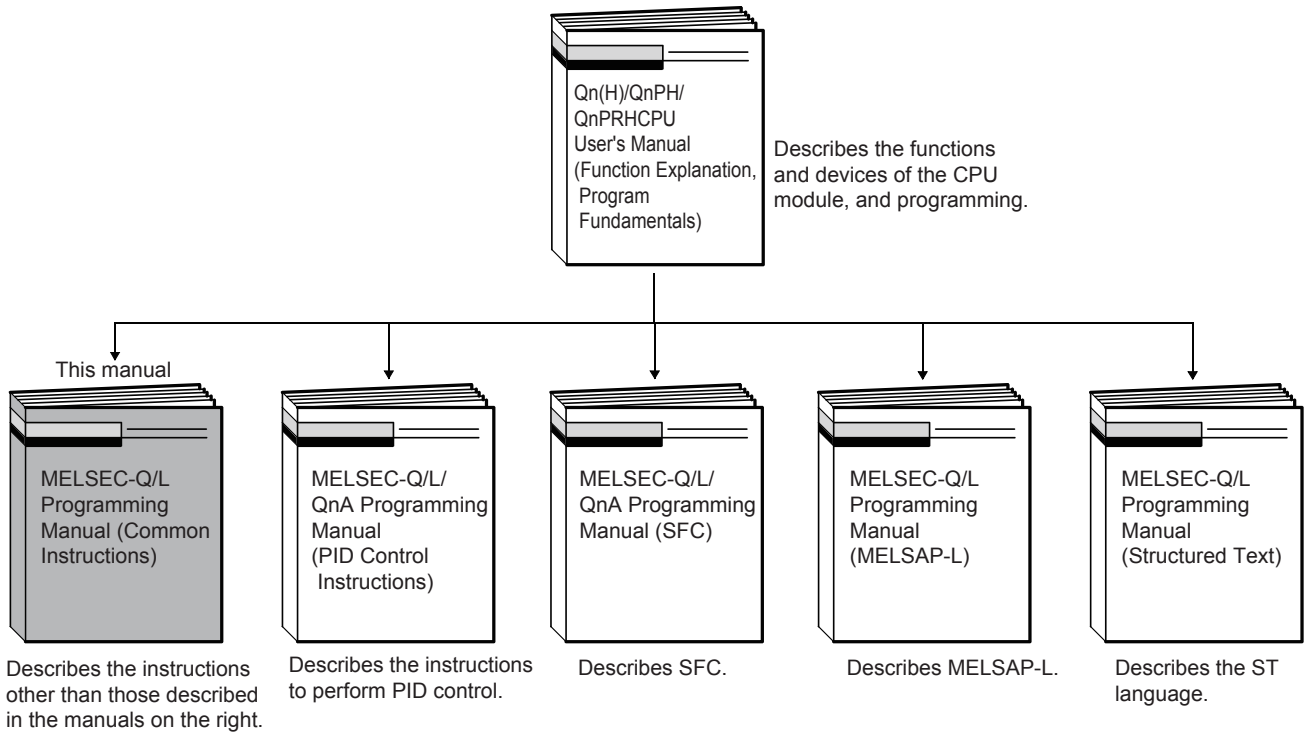 Qn(H)/QnPH/
QnPRHCPU
User's Manual
(Function Explanation,
Program
Fundamentals)
Describes the functions
and devices of the CPU
module, and programming.
This manual
MELSEC-Q/L
Programming
Manual (Common
Instructions)
Describes the instructions
other than those described
in the manuals on the right.
MELSEC-Q/L/
QnA Programming
Manual
(PID Control
Instructions)
Describes the instructions
to perform PID control.
MELSEC-Q/L/
QnA Programming
Manual (SFC)
Describes SFC.
MELSEC-Q/L
Programming
Manual
(MELSAP-L)
Describes MELSAP-L.
MELSEC-Q/L
Programming
Manual
(Structured Text)
Describes the ST
language.